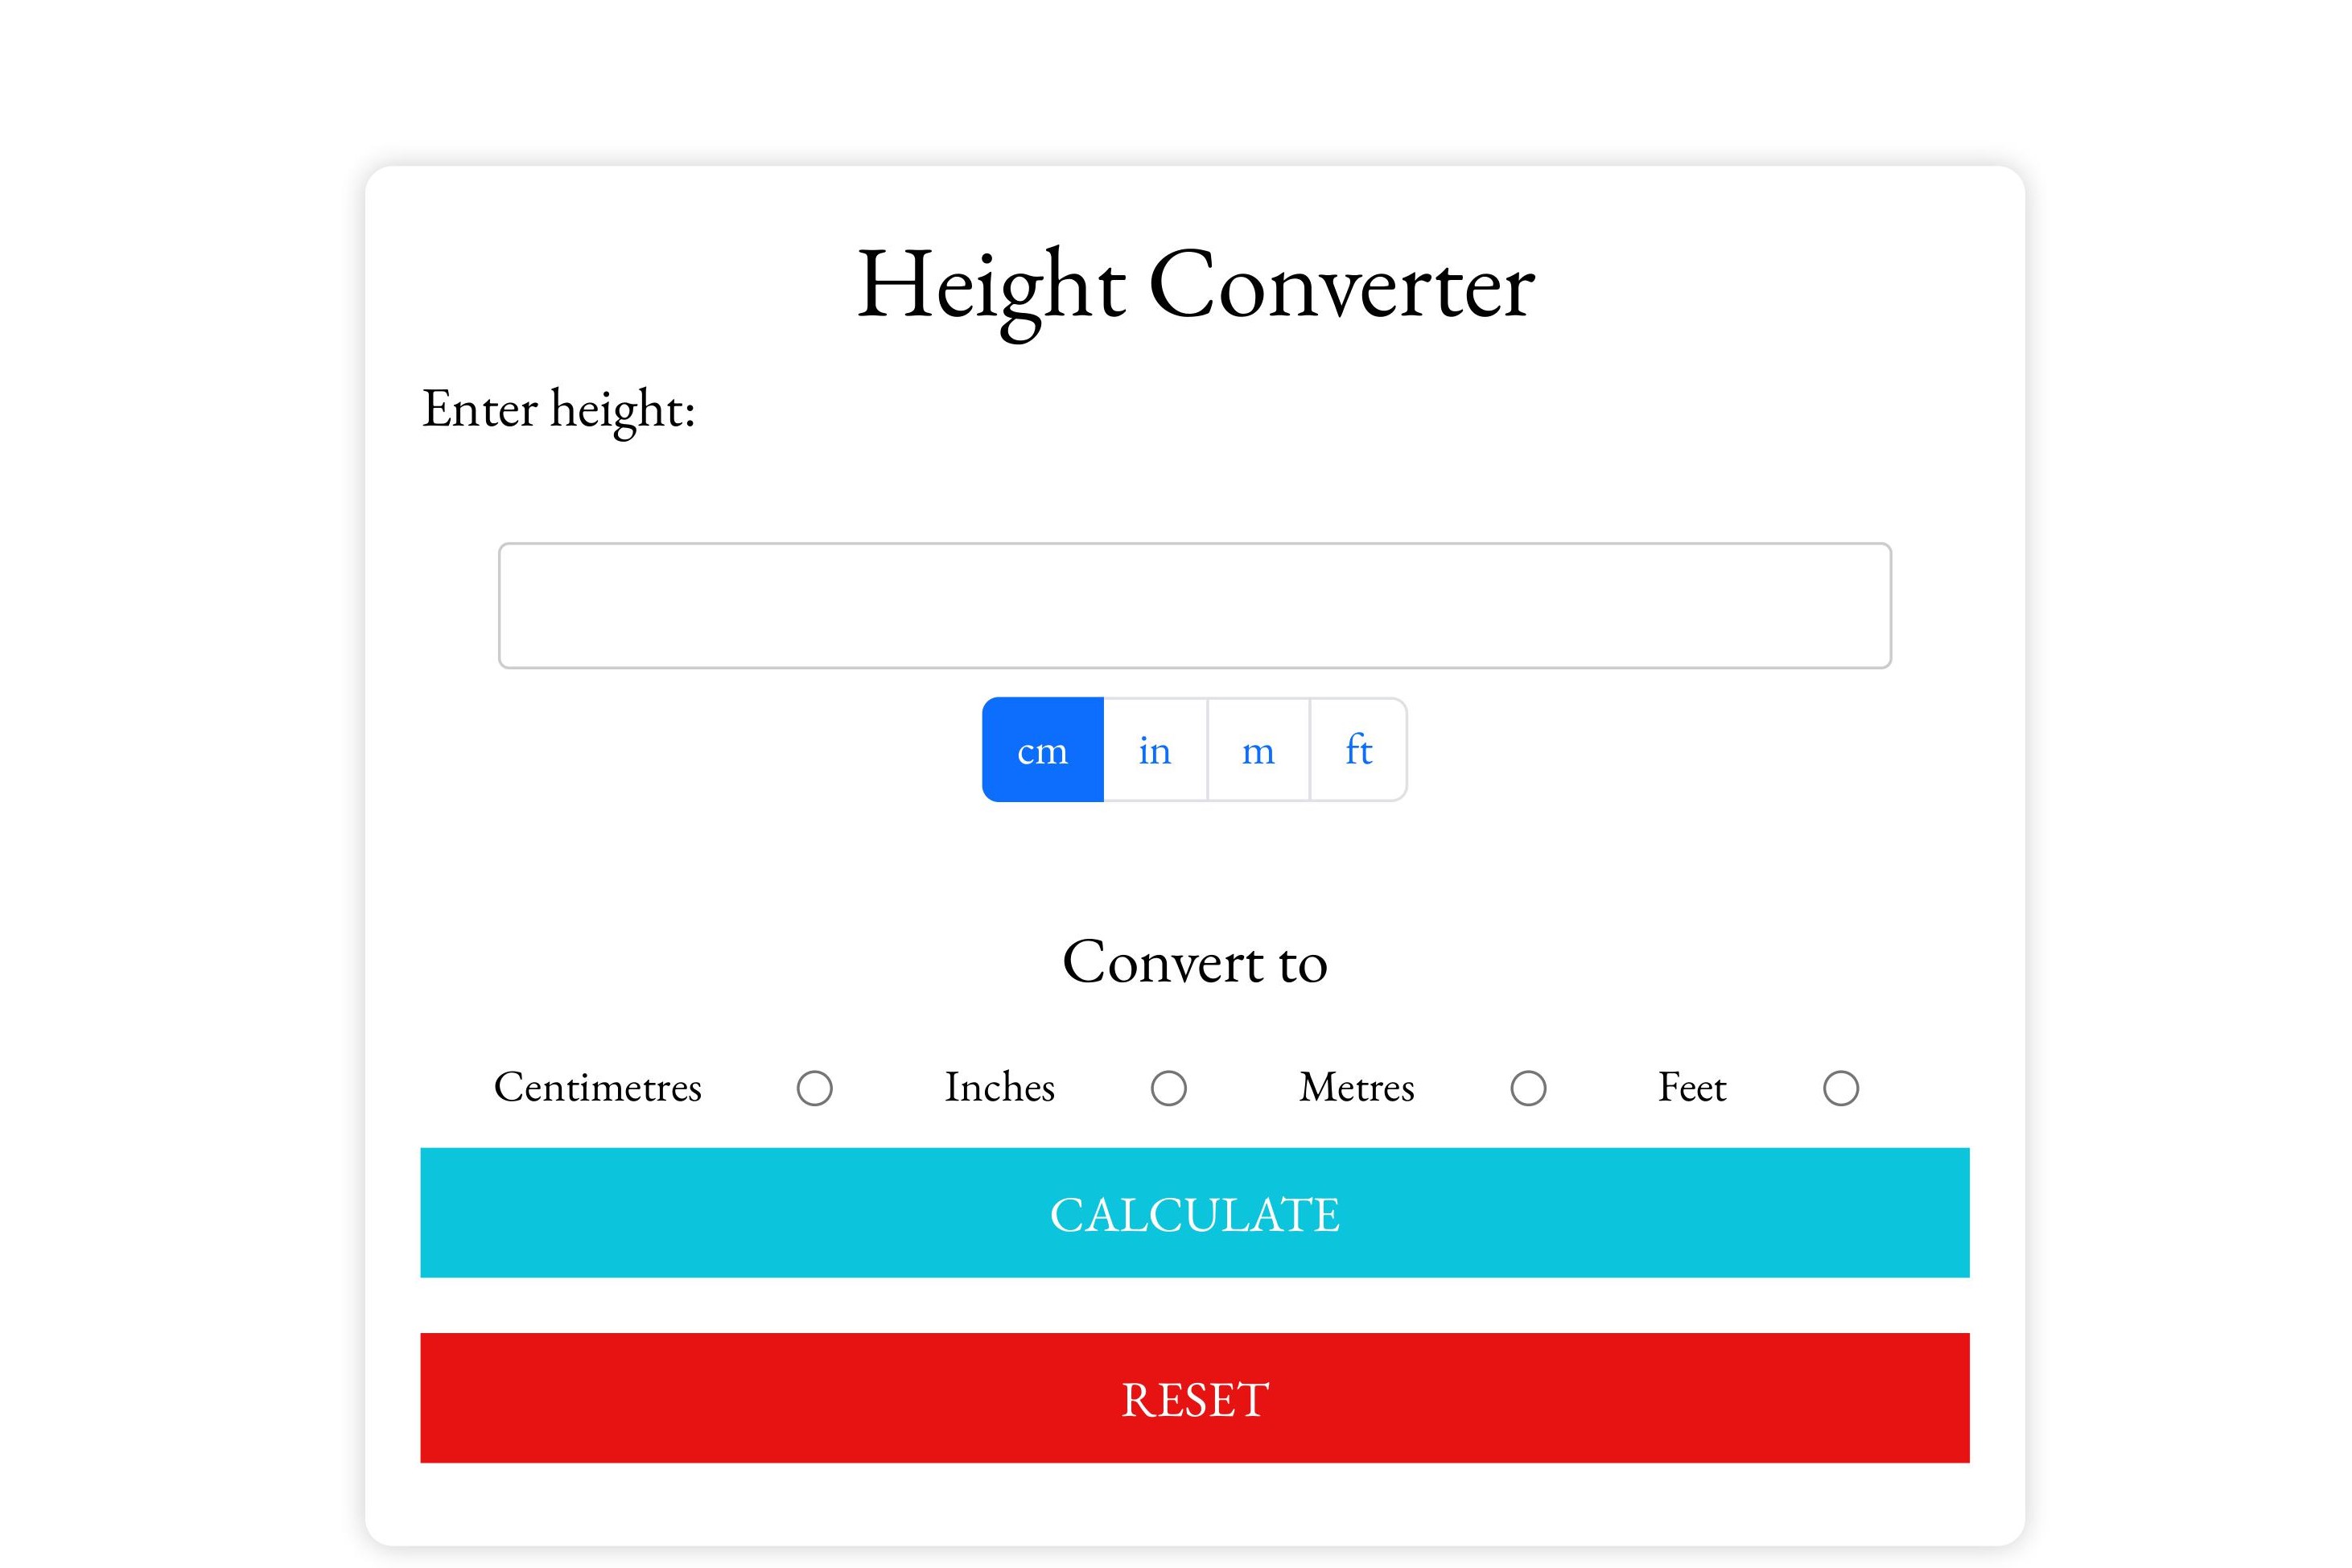 Height Converter
Enter height:
cm in m ft
Convert to
Centimetres Inches Metres Feet
CALCULATE
RESET